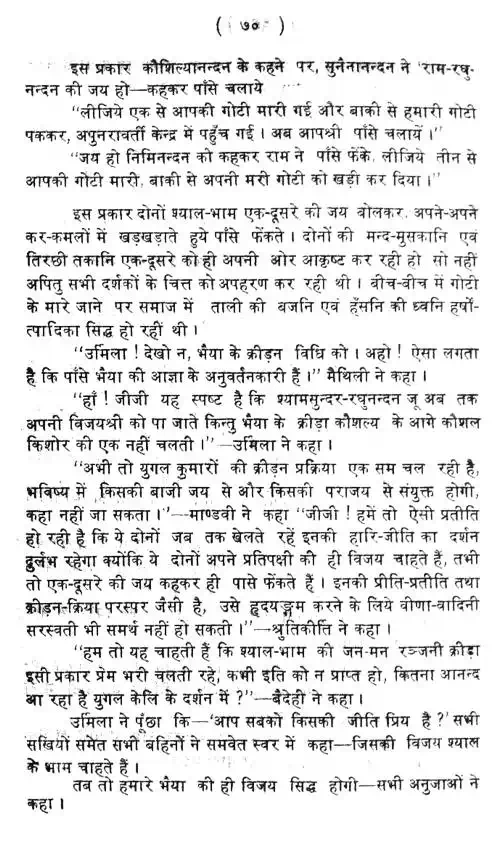 ( ७० )
इस प्रकार कौशिल्यानन्दन के कहने पर, सुनैनानन्दन ने 'राम-रघु-
नन्दन की जय हो—कहकर पाँसे चलाये
"लीजिये एक से आपकी गोटी मारी गई और बाकी से हमारी गोटी
पककर, अपुनरावर्ती केन्द्र में पहुँच गई । अब आपश्री पाँसे चलायें ।"
"जय हो निमिनन्दन की कहकर राम ने पाँसे फेंके, लीजिये तीन से
आपकी गोटी मारी, बाकी से अपनी मरी गोटी को खड़ी कर दिया ।"
इस प्रकार दोनों श्याल-भाम एक-दूसरे की जय बोलकर, अपने-अपने
कर-कमलों में खड़खड़ाते हुये पाँसे फेंकते । दोनों की मन्द-मुसकानि एवं
तिरछी तकानि एक-दूसरे को ही अपनी ओर आकृष्ट कर रही हो सो नहीं
अपितु सभी दर्शकों के चित्त को अपहरण कर रही थी । बीच-बीच में गोटी
के मारे जाने पर समाज में ताली की बजनि एवं हँसनि की ध्वनि हर्षो-
त्पादिका सिद्ध हो रहीं थी ।
"उर्मिला ! देखो न, भैया के क्रीड़न विधि को । अहो ! ऐसा लगता
है कि पाँसे भैया की आज्ञा के अनुवर्तनकारी हैं ।" मैथिली ने कहा ।
"हाँ ! जीजी यह स्पष्ट है कि श्यामसुन्दर-रघुनन्दन जू अब तक
अपनी विजयश्री को पा जाते किन्तु भैया के क्रीड़ा कौशल्य के आगे कौशल
किशोर की एक नहीं चलती ।" —उर्मिला ने कहा ।
"अभी तो युगल कुमारों की क्रीड़न प्रक्रिया एक सम चल रही है,
भविष्य में किसकी बाजी जय से और किसकी पराजय से संयुक्त होगी,
कहा नहीं जा सकता ।।"—माण्डवी ने कहा "जीजी ! हमें तो ऐसी प्रतीति
हो रही है कि ये दोनों जब तक खेलते रहें इनकी हारि-जीति का दर्शन
दुर्लभ रहेगा क्योंकि ये दोनों अपने प्रतिपक्षी की ही विजय चाहते हैं, तभी
तो एक-दूसरे की जय कहकर ही पासे फेंकते हैं । इनकी प्रीति-प्रतीति तथा
क्रीड़न-क्रिया परस्पर जैसी है, उसे हृदयङ्गम करने के लिये वीणा-वादिनी
सरस्वती भी समर्थ नहीं हो सकती ।"—श्रुतिकीर्ति ने कहा ।
"हम तो यह चाहती हैं कि श्याल-भाम की जन-मन रञ्जनी क्रीड़ा
इसी प्रकार प्रेम भरी चलती रहे, कभी इति को न प्राप्त हो, कितना आनन्द
आ रहा है युगल केलि के दर्शन में ?"—बैदेही ने कहा ।
उर्मिला ने पूँछा कि—'आप सबको किसकी जीति प्रिय है ?' सभी
सखियों समेत सभी बहिनों ने समवेत स्वर में कहा—जिसकी विजय श्याल
के भाम चाहते हैं ।
तब तो हमारे भैया की ही विजय सिद्ध होगी—सभी अनुजाओं ने
कहा ।